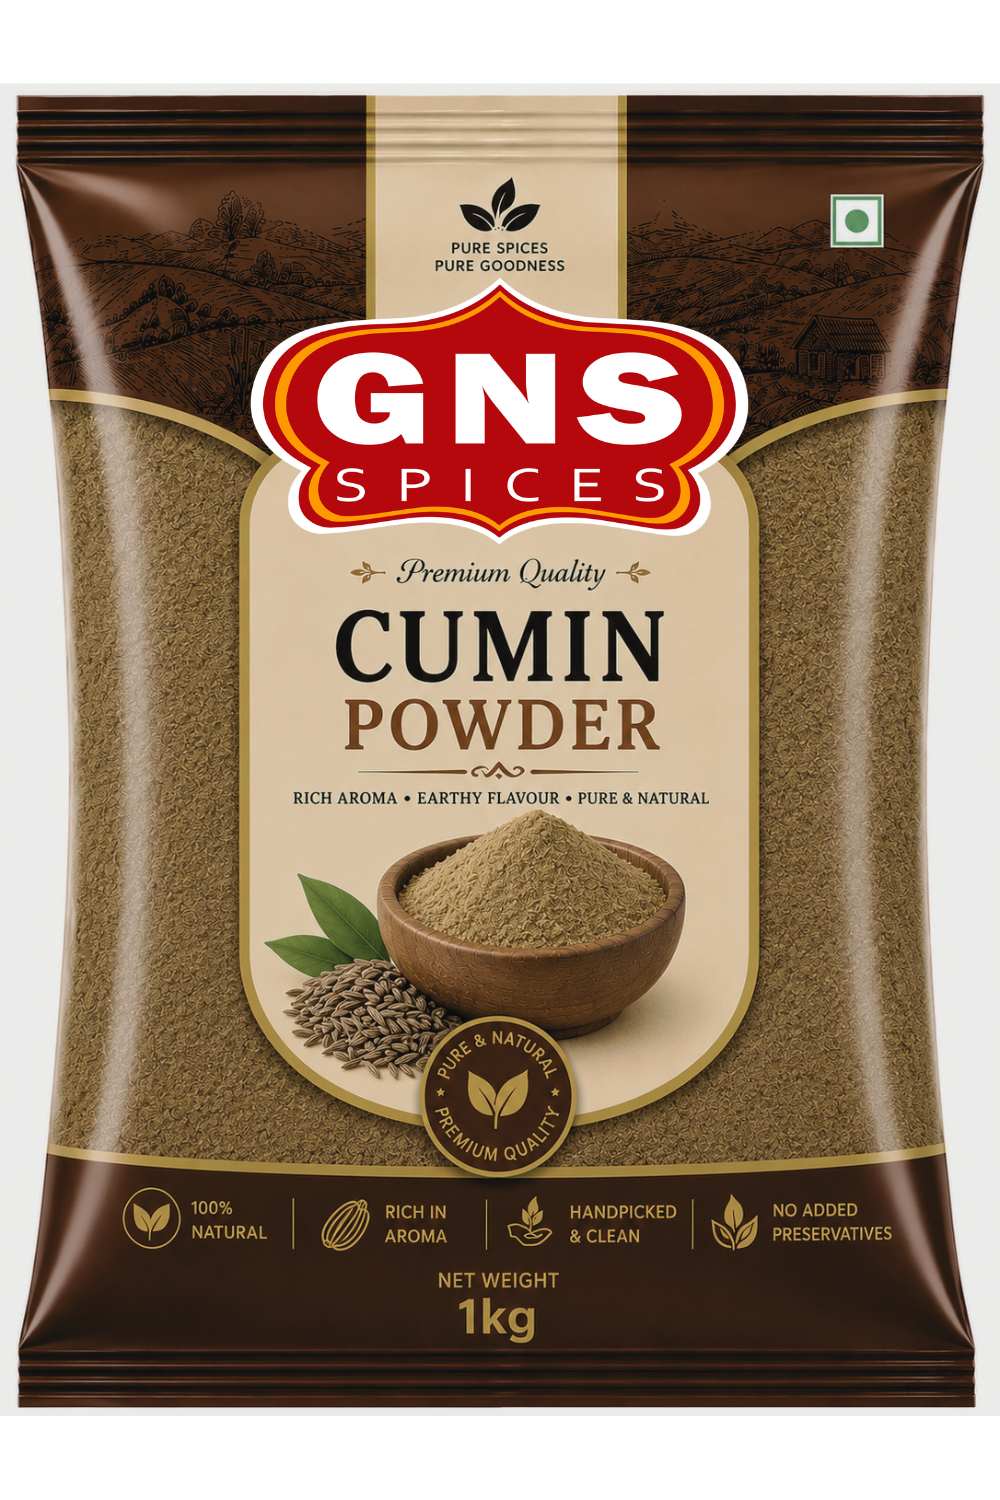 PURE SPICES
PURE GOODNESS
GNS
SPICES
Premium Quality
CUMIN
POWDER
RICH AROMA • EARTHY FLAVOUR • PURE & NATURAL
PURE & NATURAL
PREMIUM QUALITY
100%
NATURAL
RICH IN
AROMA
HANDPICKED
& CLEAN
NO ADDED
PRESERVATIVES
NET WEIGHT
1kg